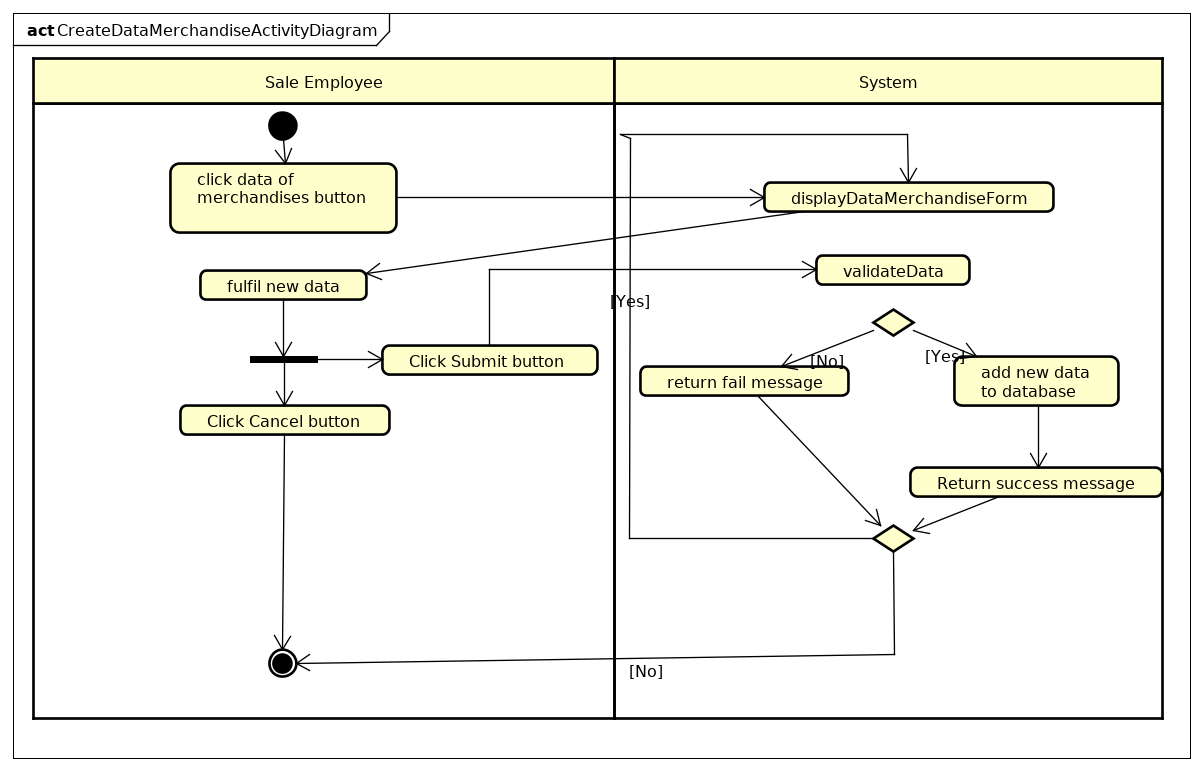 act CreateDataMerchandiseActivityDiagram
Sale Employee
System
click data of
merchandises button
displayDataMerchandiseForm
fulfil new data
validateData
[Yes]
Click Submit button
[No]
[Yes]
return fail message
add new data
to database
Click Cancel button
Return success message
[No]